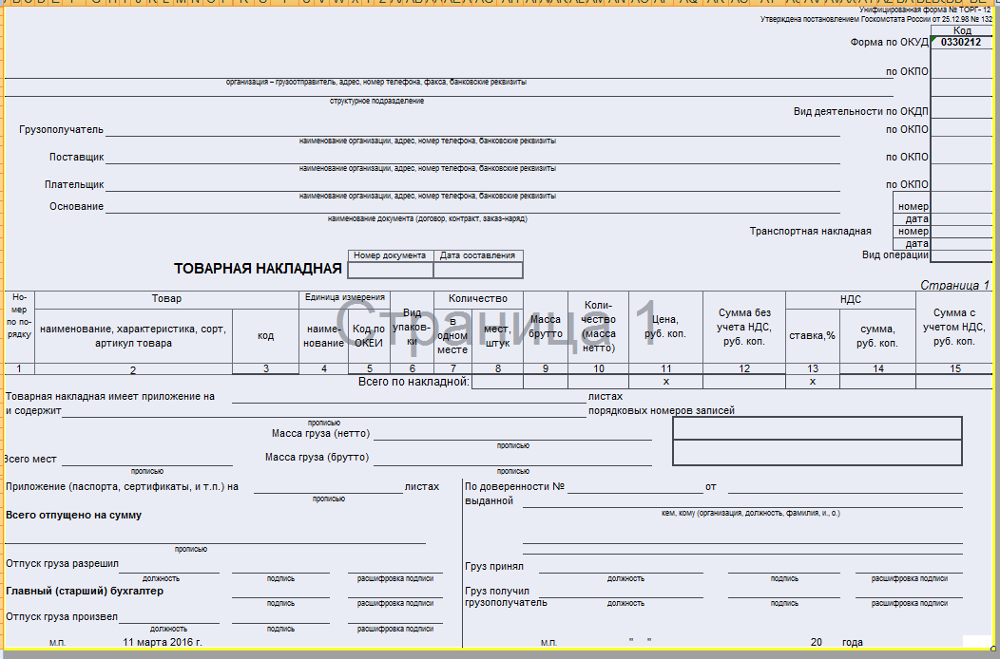 Унифицированная форма № ТОРГ- 12
Утверждена постановлением Госкомстата России от 25.12.98 № 132
Код
Форма по ОКУД 0330212
по ОКПО
организация – грузоотправитель, адрес, номер телефона, факса, банковские реквизиты
структурное подразделение
Вид деятельности по ОКДП
Грузополучатель по ОКПО
наименование организации, адрес, номер телефона, банковские реквизиты
Поставщик по ОКПО
наименование организации, адрес, номер телефона, банковские реквизиты
Плательщик по ОКПО
наименование организации, адрес, номер телефона, банковские реквизиты
Основание номер
наименование документа (договор, контракт, заказ-наряд) дата
Транспортная накладная номер
дата
Вид операции
Номер документа Дата составления
ТОВАРНАЯ НАКЛАДНАЯ
Страница 1
Но-
мер
по по-
рядку
Товар
наименование, характеристика, сорт,
артикул товара
код
Единица измерения
наиме-
нование
Код по
ОКЕИ
Вид
упаков-
ки
Количество
в
одном
месте
мест,
штук
Масса
брутто
Коли-
чество
(масса
нетто)
Цена,
руб. коп.
Сумма без
учета НДС,
руб. коп.
НДС
ставка,%
сумма,
руб. коп.
Сумма с
учетом НДС,
руб. коп.
Страница 1
1 2 3 4 5 6 7 8 9 10 11 12 13 14 15
Всего по накладной: х х
Товарная накладная имеет приложение на листах
и содержит порядковых номеров записей
прописью
Масса груза (нетто)
прописью
Всего мест Масса груза (брутто)
прописью прописью
Приложение (паспорта, сертификаты, и т.п.) на листах
прописью
Всего отпущено на сумму
прописью
Отпуск груза разрешил
должность подпись расшифровка подписи
Главный (старший) бухгалтер
подпись расшифровка подписи
Отпуск груза произвел
должность подпись расшифровка подписи
м.п. 11 марта 2016 г.
По доверенности № от
выданной
кем, кому (организация, должность, фамилия, и., о.)
Груз принял
должность подпись расшифровка подписи
Груз получил
грузополучатель
должность подпись расшифровка подписи
м.п. " " 20 года